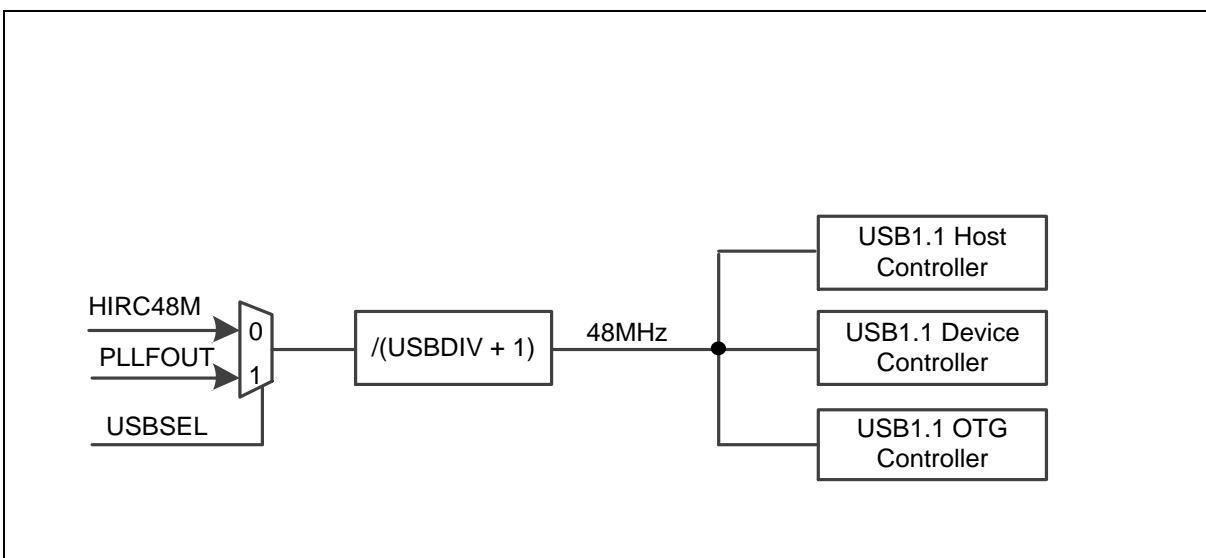 HIRC48M
PLLFOUT
USBSEL
0
1
/(USBDIV + 1)
48MHz
USB1.1 Host
Controller
USB1.1 Device
Controller
USB1.1 OTG
Controller